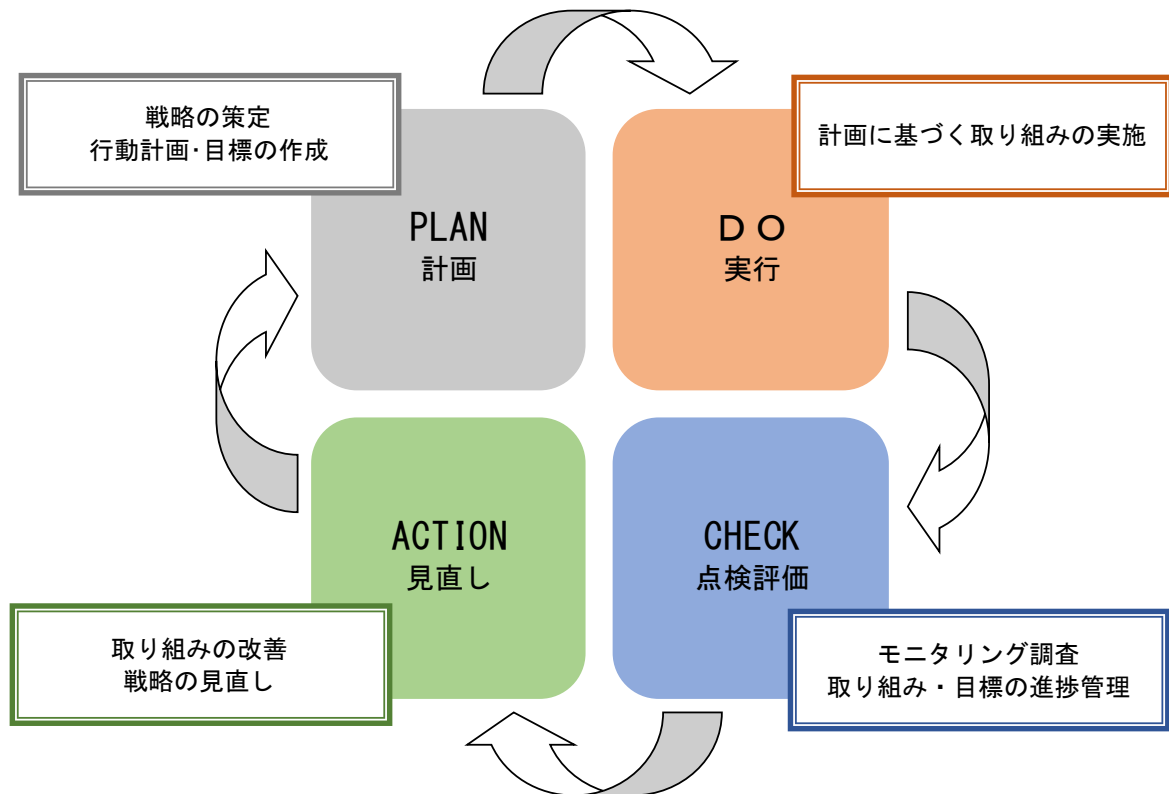 戦略の策定
行動計画･目標の作成
PLAN
計画
計画に基づく取り組みの実施
ＤＯ
実行
ACTION
見直し
取り組みの改善
戦略の見直し
CHECK
点検評価
モニタリング調査
取り組み・目標の進捗管理